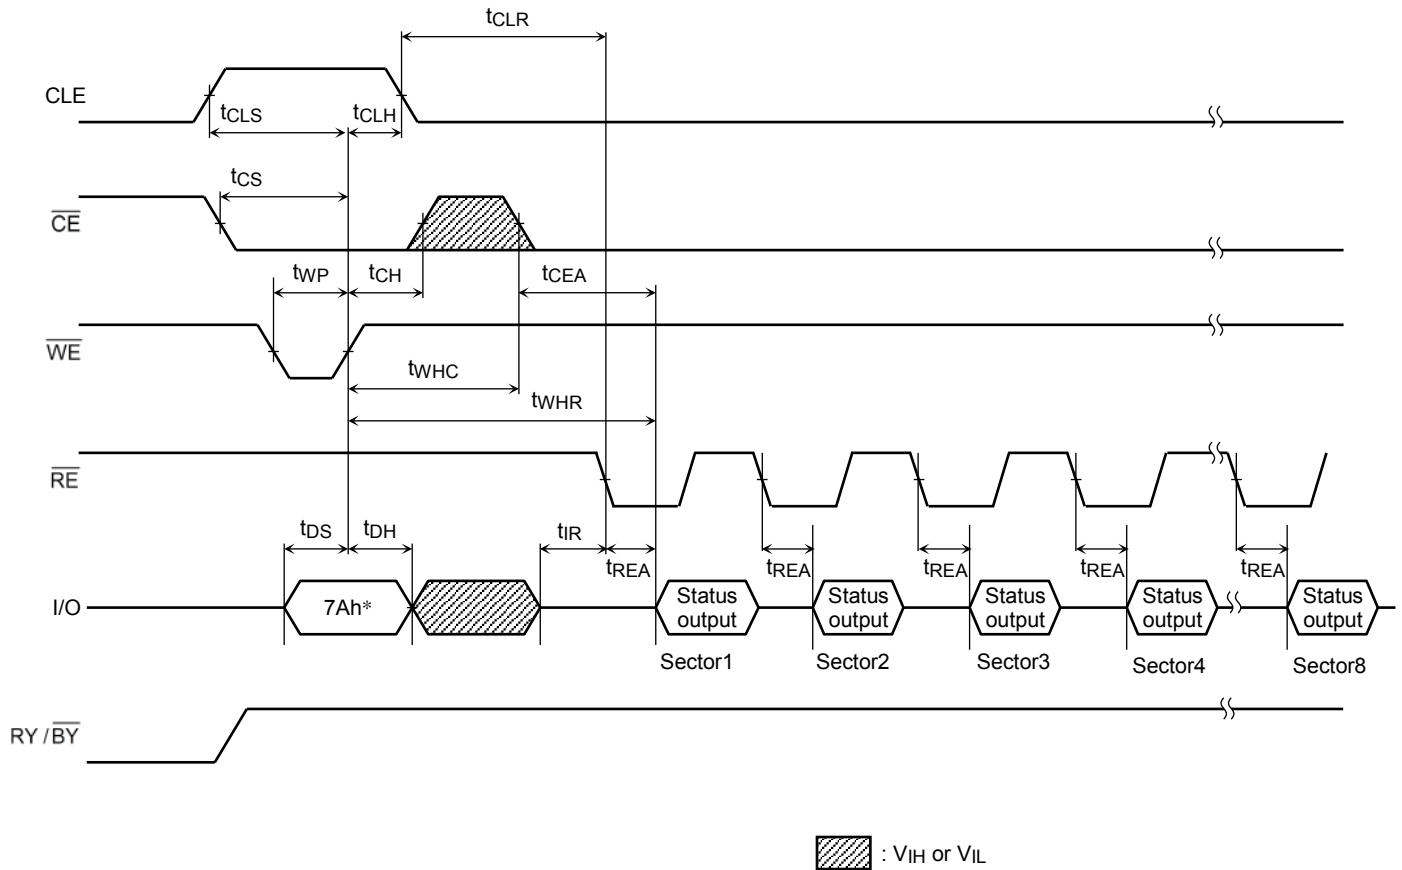 tCLR
CLE
tCLS
tCLH
tCS
CE
tWP
tCH
tCEA
WE
tWHC
tWHR
RE
tDS
tDH
tIR
tREA
tREA
tREA
tREA
tREA
I/O
7Ah*
Status output
Status output
Status output
Status output
Status output
Sector1
Sector2
Sector3
Sector4
Sector8
RY / BY
: VIH or VIL